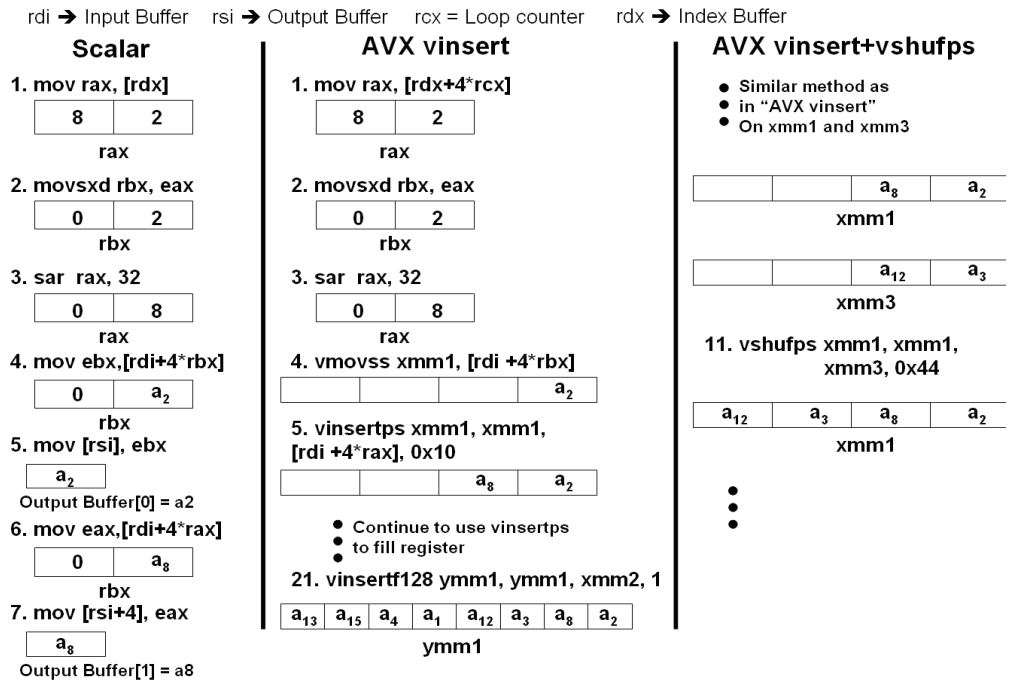 rdi ➔ Input Buffer rsi ➔ Output Buffer rcx = Loop counter rdx ➔ Index Buffer
Scalar
1. mov rax, [rdx]
8 2
rax
2. movsxd rbx, eax
0 2
rbx
3. sar rax, 32
0 8
rax
4. mov ebx,[rdi+4*rbx]
0 a2
rbx
5. mov [rsi], ebx
a2
Output Buffer[0] = a2
6. mov eax,[rdi+4*rax]
0 a8
rbx
7. mov [rsi+4], eax
a8
Output Buffer[1] = a8
AVX vinsert
1. mov rax, [rdx+4*rcx]
8 2
rax
2. movsxd rbx, eax
0 2
rbx
3. sar rax, 32
0 8
rax
4. vmovss xmm1, [rdi +4*rbx]
a2
5. vinsertps xmm1, xmm1,
[rdi +4*rax], 0x10
a8 a2
Continue to use vinsertps
to fill register
21. vinsertf128 ymm1, ymm1, xmm2, 1
a13 a15 a4 a1 a12 a3 a8 a2
ymm1
AVX vinsert+vshufps
Similar method as
in “AVX vinsert”
On xmm1 and xmm3
a8 a2
xmm1
a12 a3
xmm3
11. vshufps xmm1, xmm1,
xmm3, 0x44
a12 a3 a8 a2
xmm1